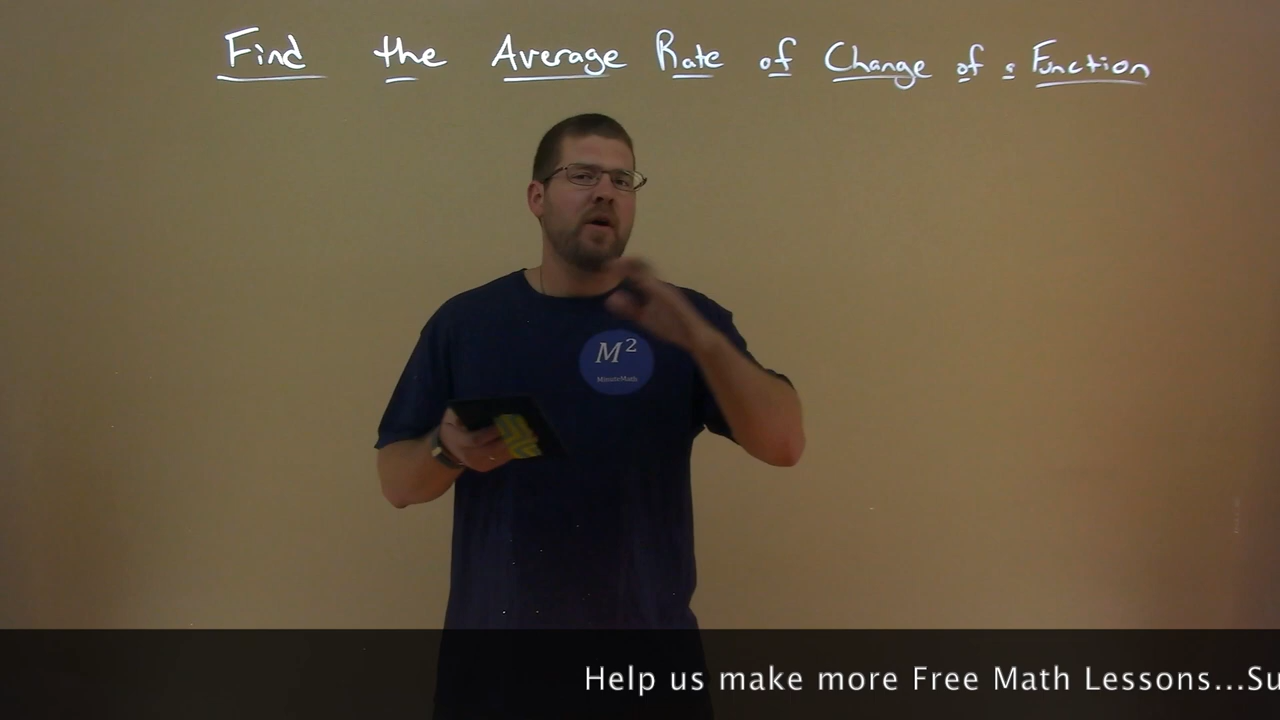 Find the Average Rate of Change of a Function
M²
MinuteMath
Help us make more Free Math Lessons...Su